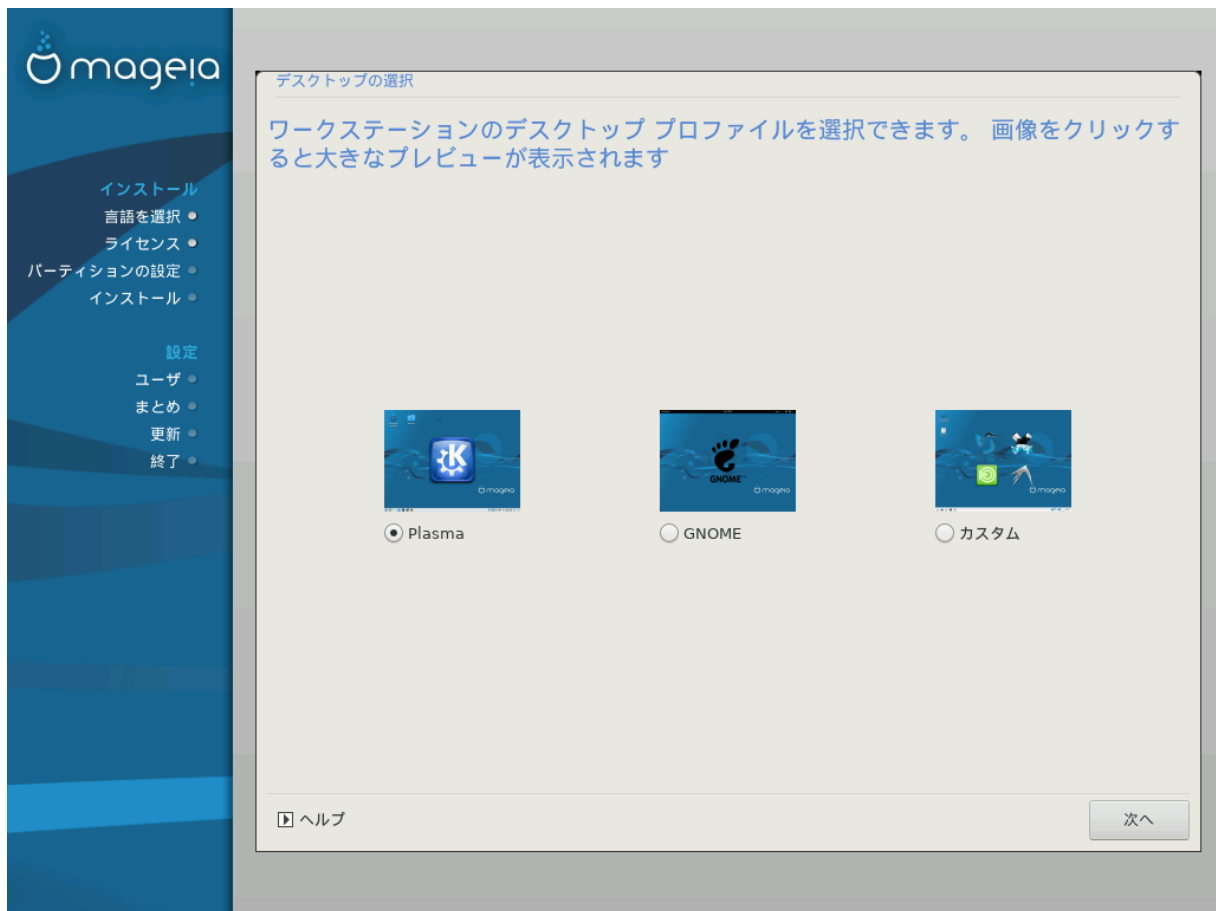 mageia
インストール
言語を選択
ライセンス
パーティションの設定
インストール
設定
ユーザ
まとめ
更新
終了
デスクトップの選択
ワークステーションのデスクトップ プロファイルを選択できます。 画像をクリックす
ると大きなプレビューが表示されます
mageia
GNOME
mageia
mageia
Plasma
GNOME
カスタム
ヘルプ
次へ